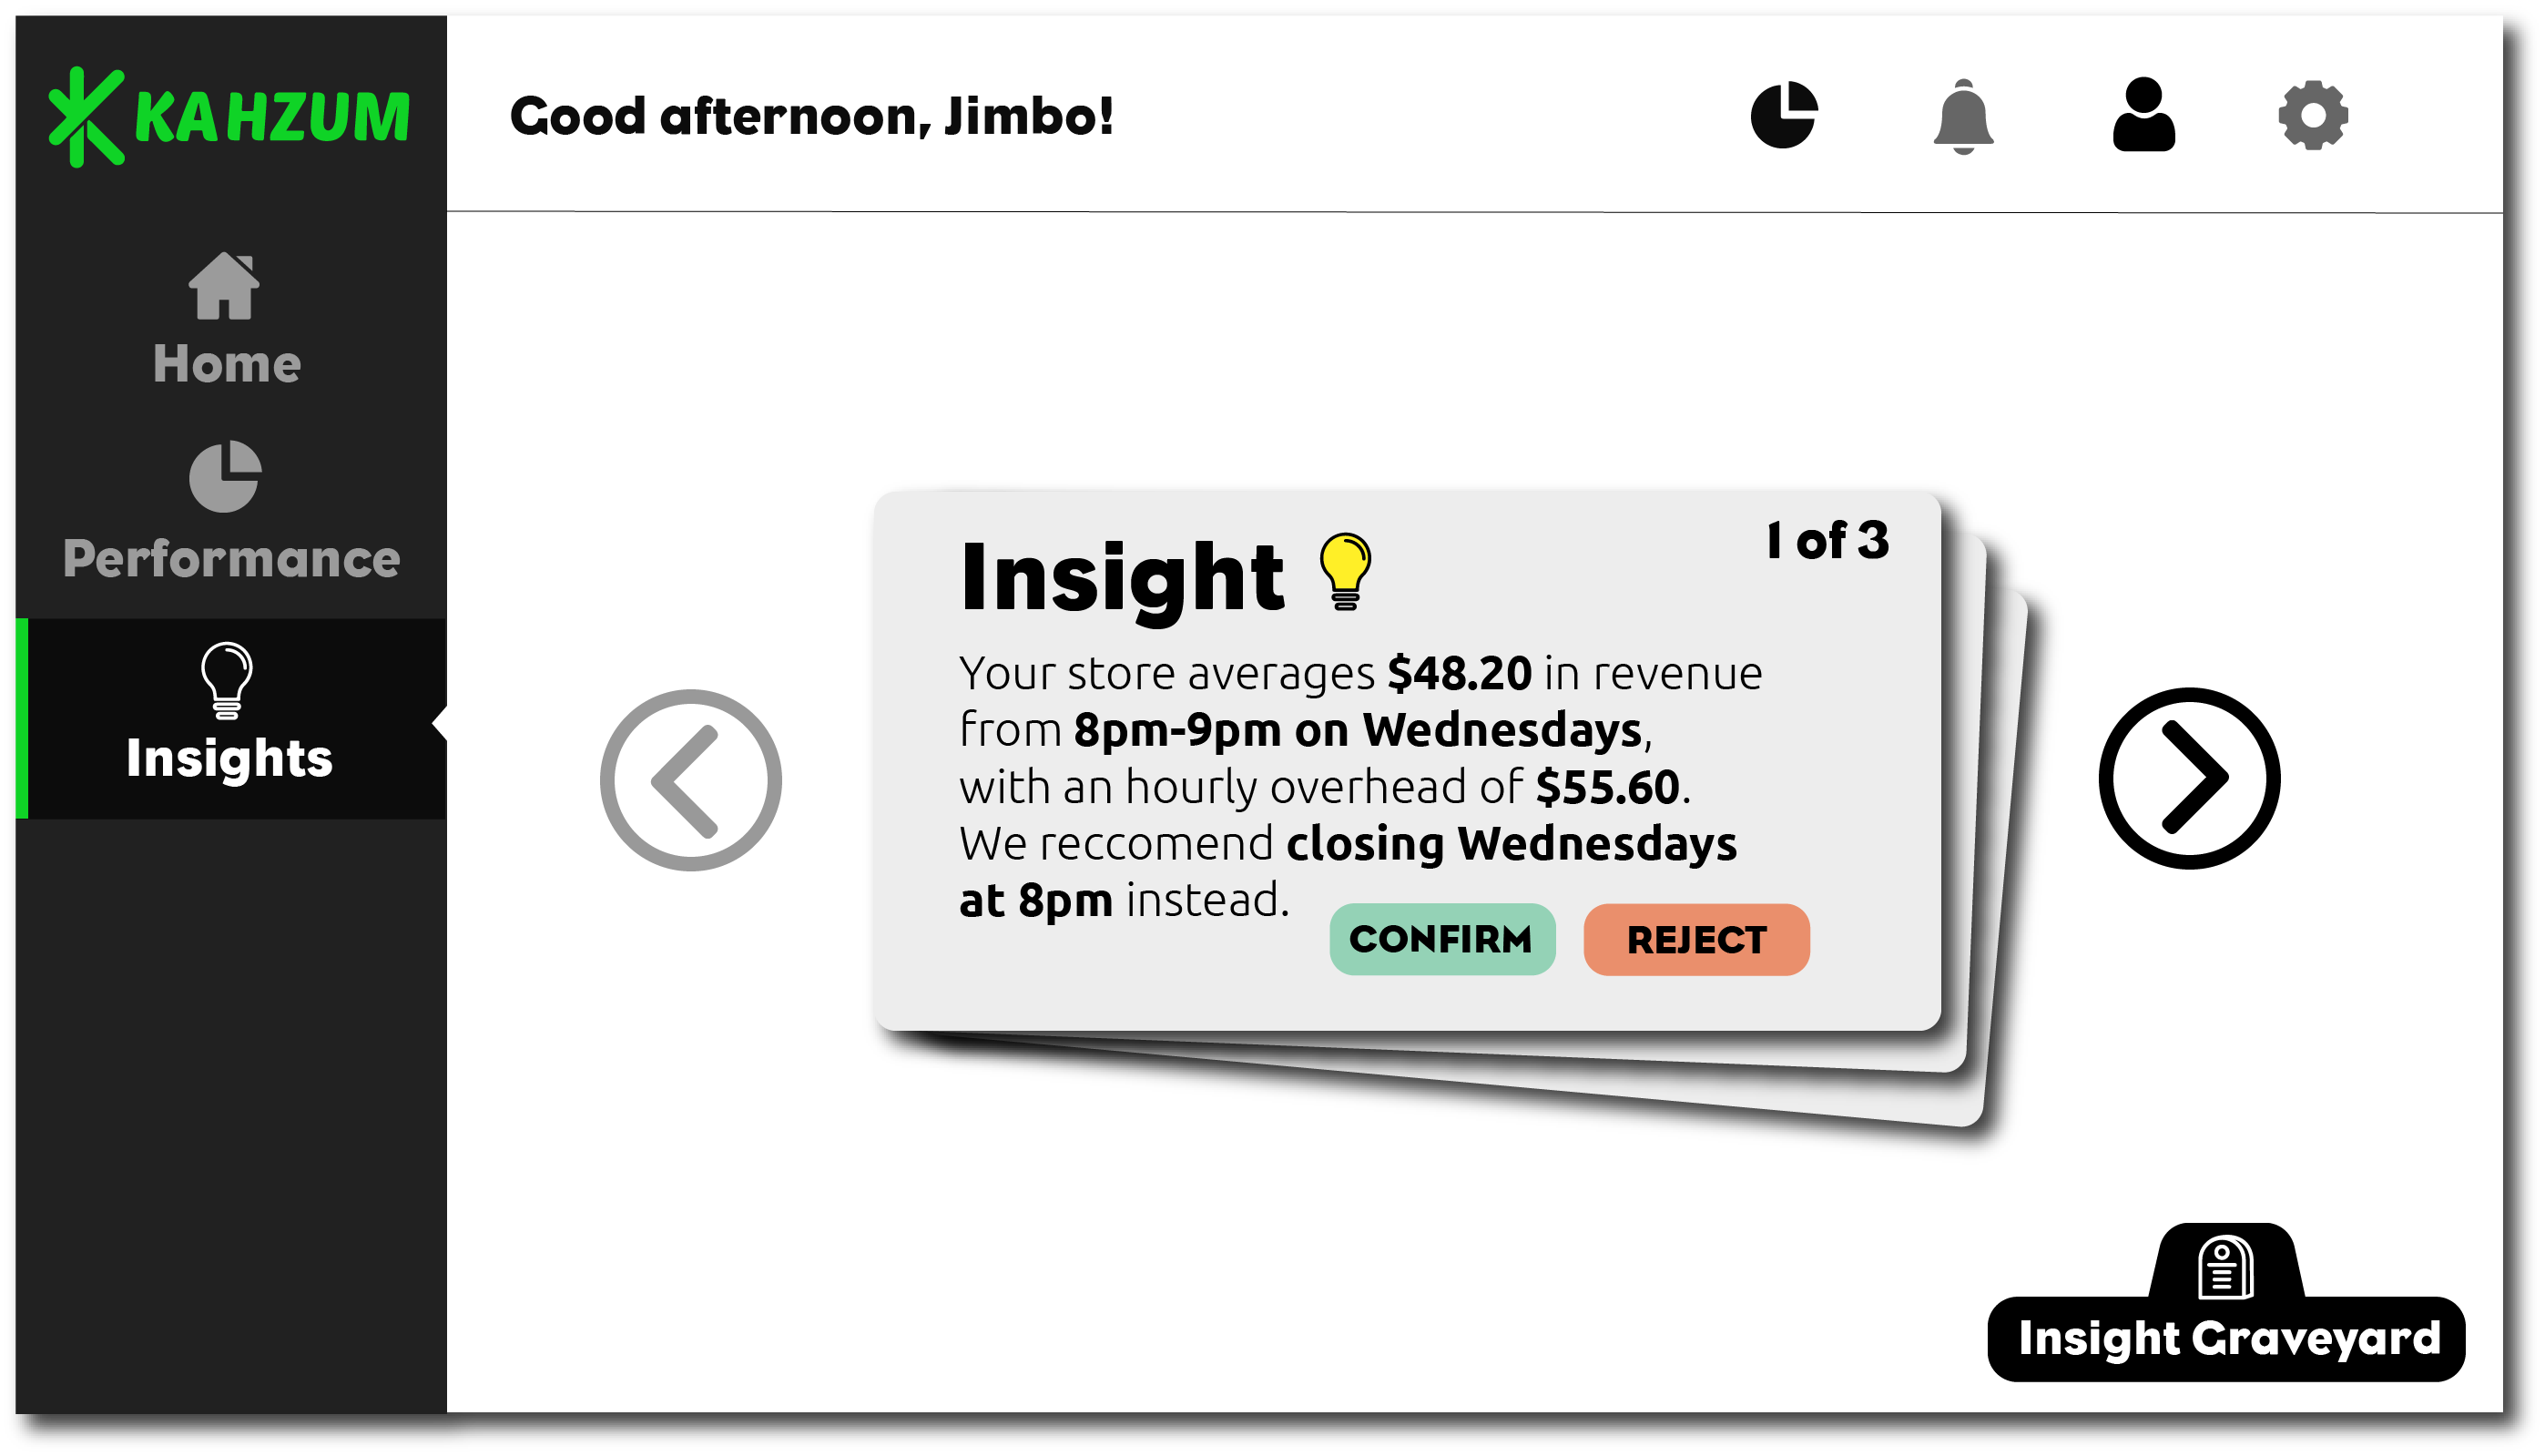 KAHZUM
Good afternoon, Jimbo!
Home
Performance
Insights
Insight
1 of 3
Your store averages $48.20 in revenue
from 8pm-9pm on Wednesdays,
with an hourly overhead of $55.60.
We reccomend closing Wednesdays
at 8pm instead.
CONFIRM
REJECT
Insight Graveyard